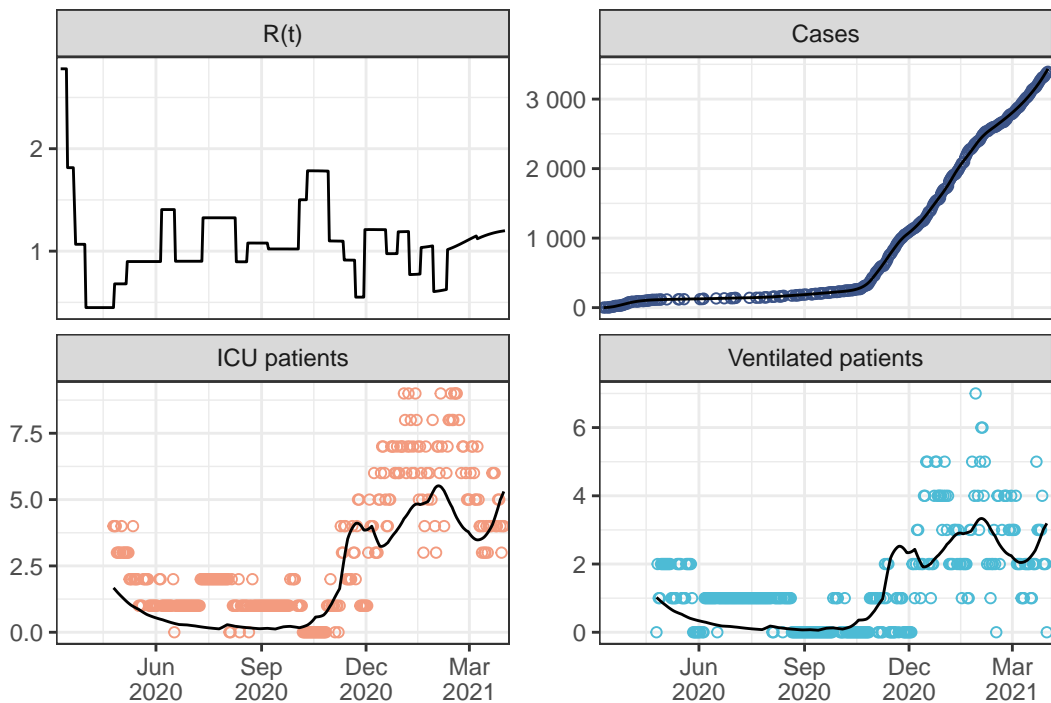 R(t)
Cases
2
1
3 000
2 000
1 000
0
ICU patients
Ventilated patients
7.5
5.0
2.5
0.0
6
4
2
0
Jun Sep Dec Mar
2020 2020 2020 2021
Jun Sep Dec Mar
2020 2020 2020 2021